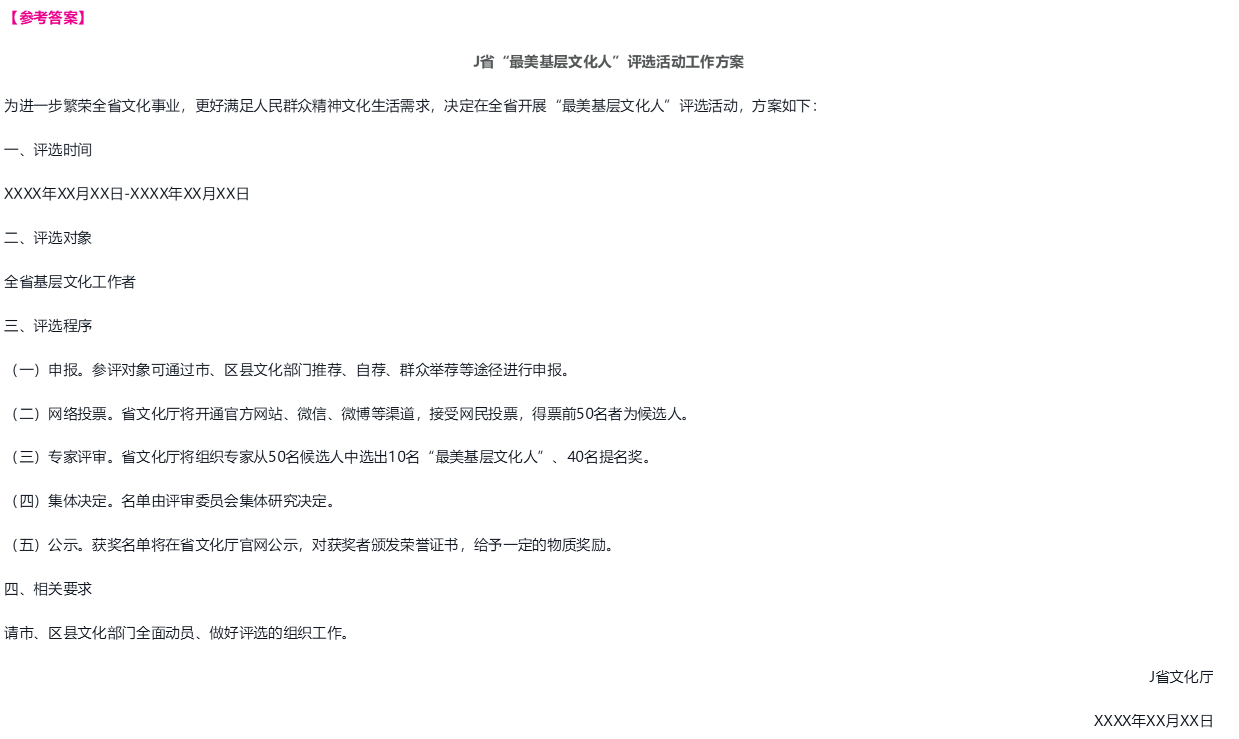 【参考答案】
J省“最美基层文化人”评选活动工作方案
为进一步繁荣全省文化事业，更好满足人民群众精神文化生活需求，决定在全省开展“最美基层文化人”评选活动，方案如下：
一、评选时间
XXXX年XX月XX日-XXXX年XX月XX日
二、评选对象
全省基层文化工作者
三、评选程序
（一）申报。参评对象可通过市、区县文化部门推荐、自荐、群众举荐等途径进行申报。
（二）网络投票。省文化厅将开通官方网站、微信、微博等渠道，接受网民投票，得票前50名者为候选人。
（三）专家评审。省文化厅将组织专家从50名候选人中选出10名“最美基层文化人”、40名提名奖。
（四）集体决定。名单由评审委员会集体研究决定。
（五）公示。获奖名单将在省文化厅官网公示，对获奖者颁发荣誉证书，给予一定的物质奖励。
四、相关要求
请市、区县文化部门全面动员、做好评选的组织工作。
J省文化厅
XXXX年XX月XX日